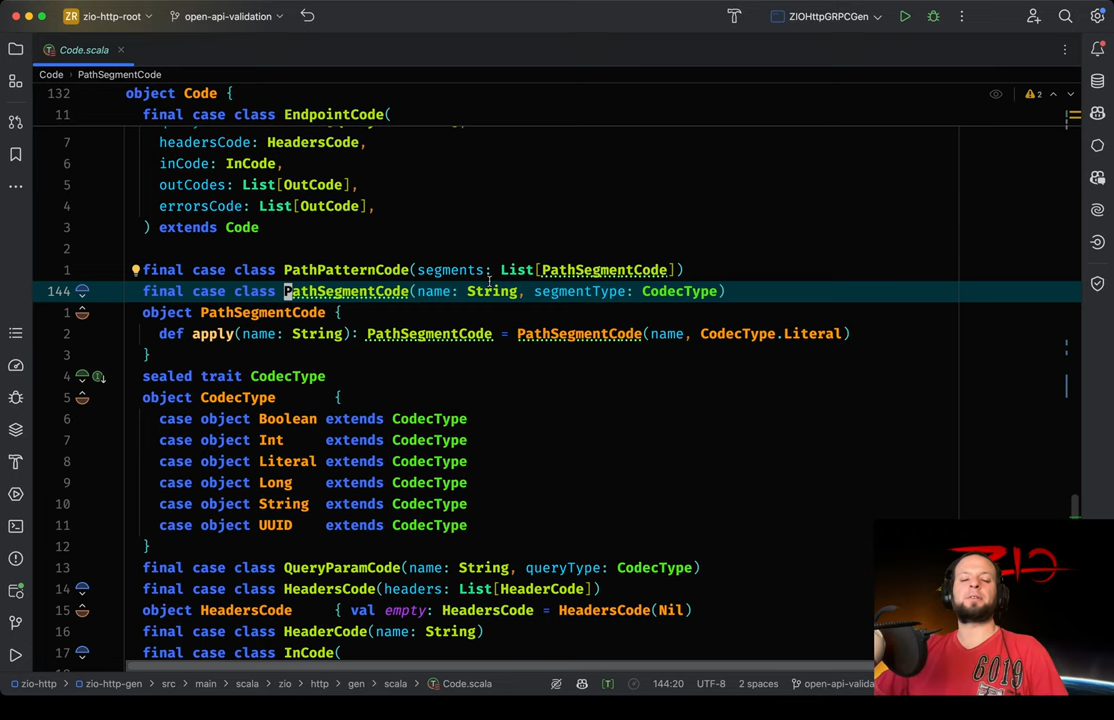 ZR zio-http-root open-api-validation ZIOHttpGRPCGen
Code.scala
Code › PathSegmentCode
132 object Code {
11 final case class EndpointCode(
7 headersCode: HeadersCode,
6 inCode: InCode,
5 outCodes: List[OutCode],
4 errorsCode: List[OutCode],
3 ) extends Code
2
1 final case class PathPatternCode(segments: List[PathSegmentCode])
144 final case class PathSegmentCode(name: String, segmentType: CodecType)
1 object PathSegmentCode {
2 def apply(name: String): PathSegmentCode = PathSegmentCode(name, CodecType.Literal)
3 }
4 sealed trait CodecType
5 object CodecType {
6 case object Boolean extends CodecType
7 case object Int extends CodecType
8 case object Literal extends CodecType
9 case object Long extends CodecType
10 case object String extends CodecType
11 case object UUID extends CodecType
12 }
13 final case class QueryParamCode(name: String, queryType: CodecType)
14 final case class HeadersCode(headers: List[HeaderCode])
15 object HeadersCode { val empty: HeadersCode = HeadersCode(Nil) }
16 final case class HeaderCode(name: String)
17 final case class InCode(
2
ZIO
6019
zio-http › zio-http-gen › src › main › scala › zio › http › gen › scala › Code.scala 144:20 UTF-8 2 spaces open-api-valida